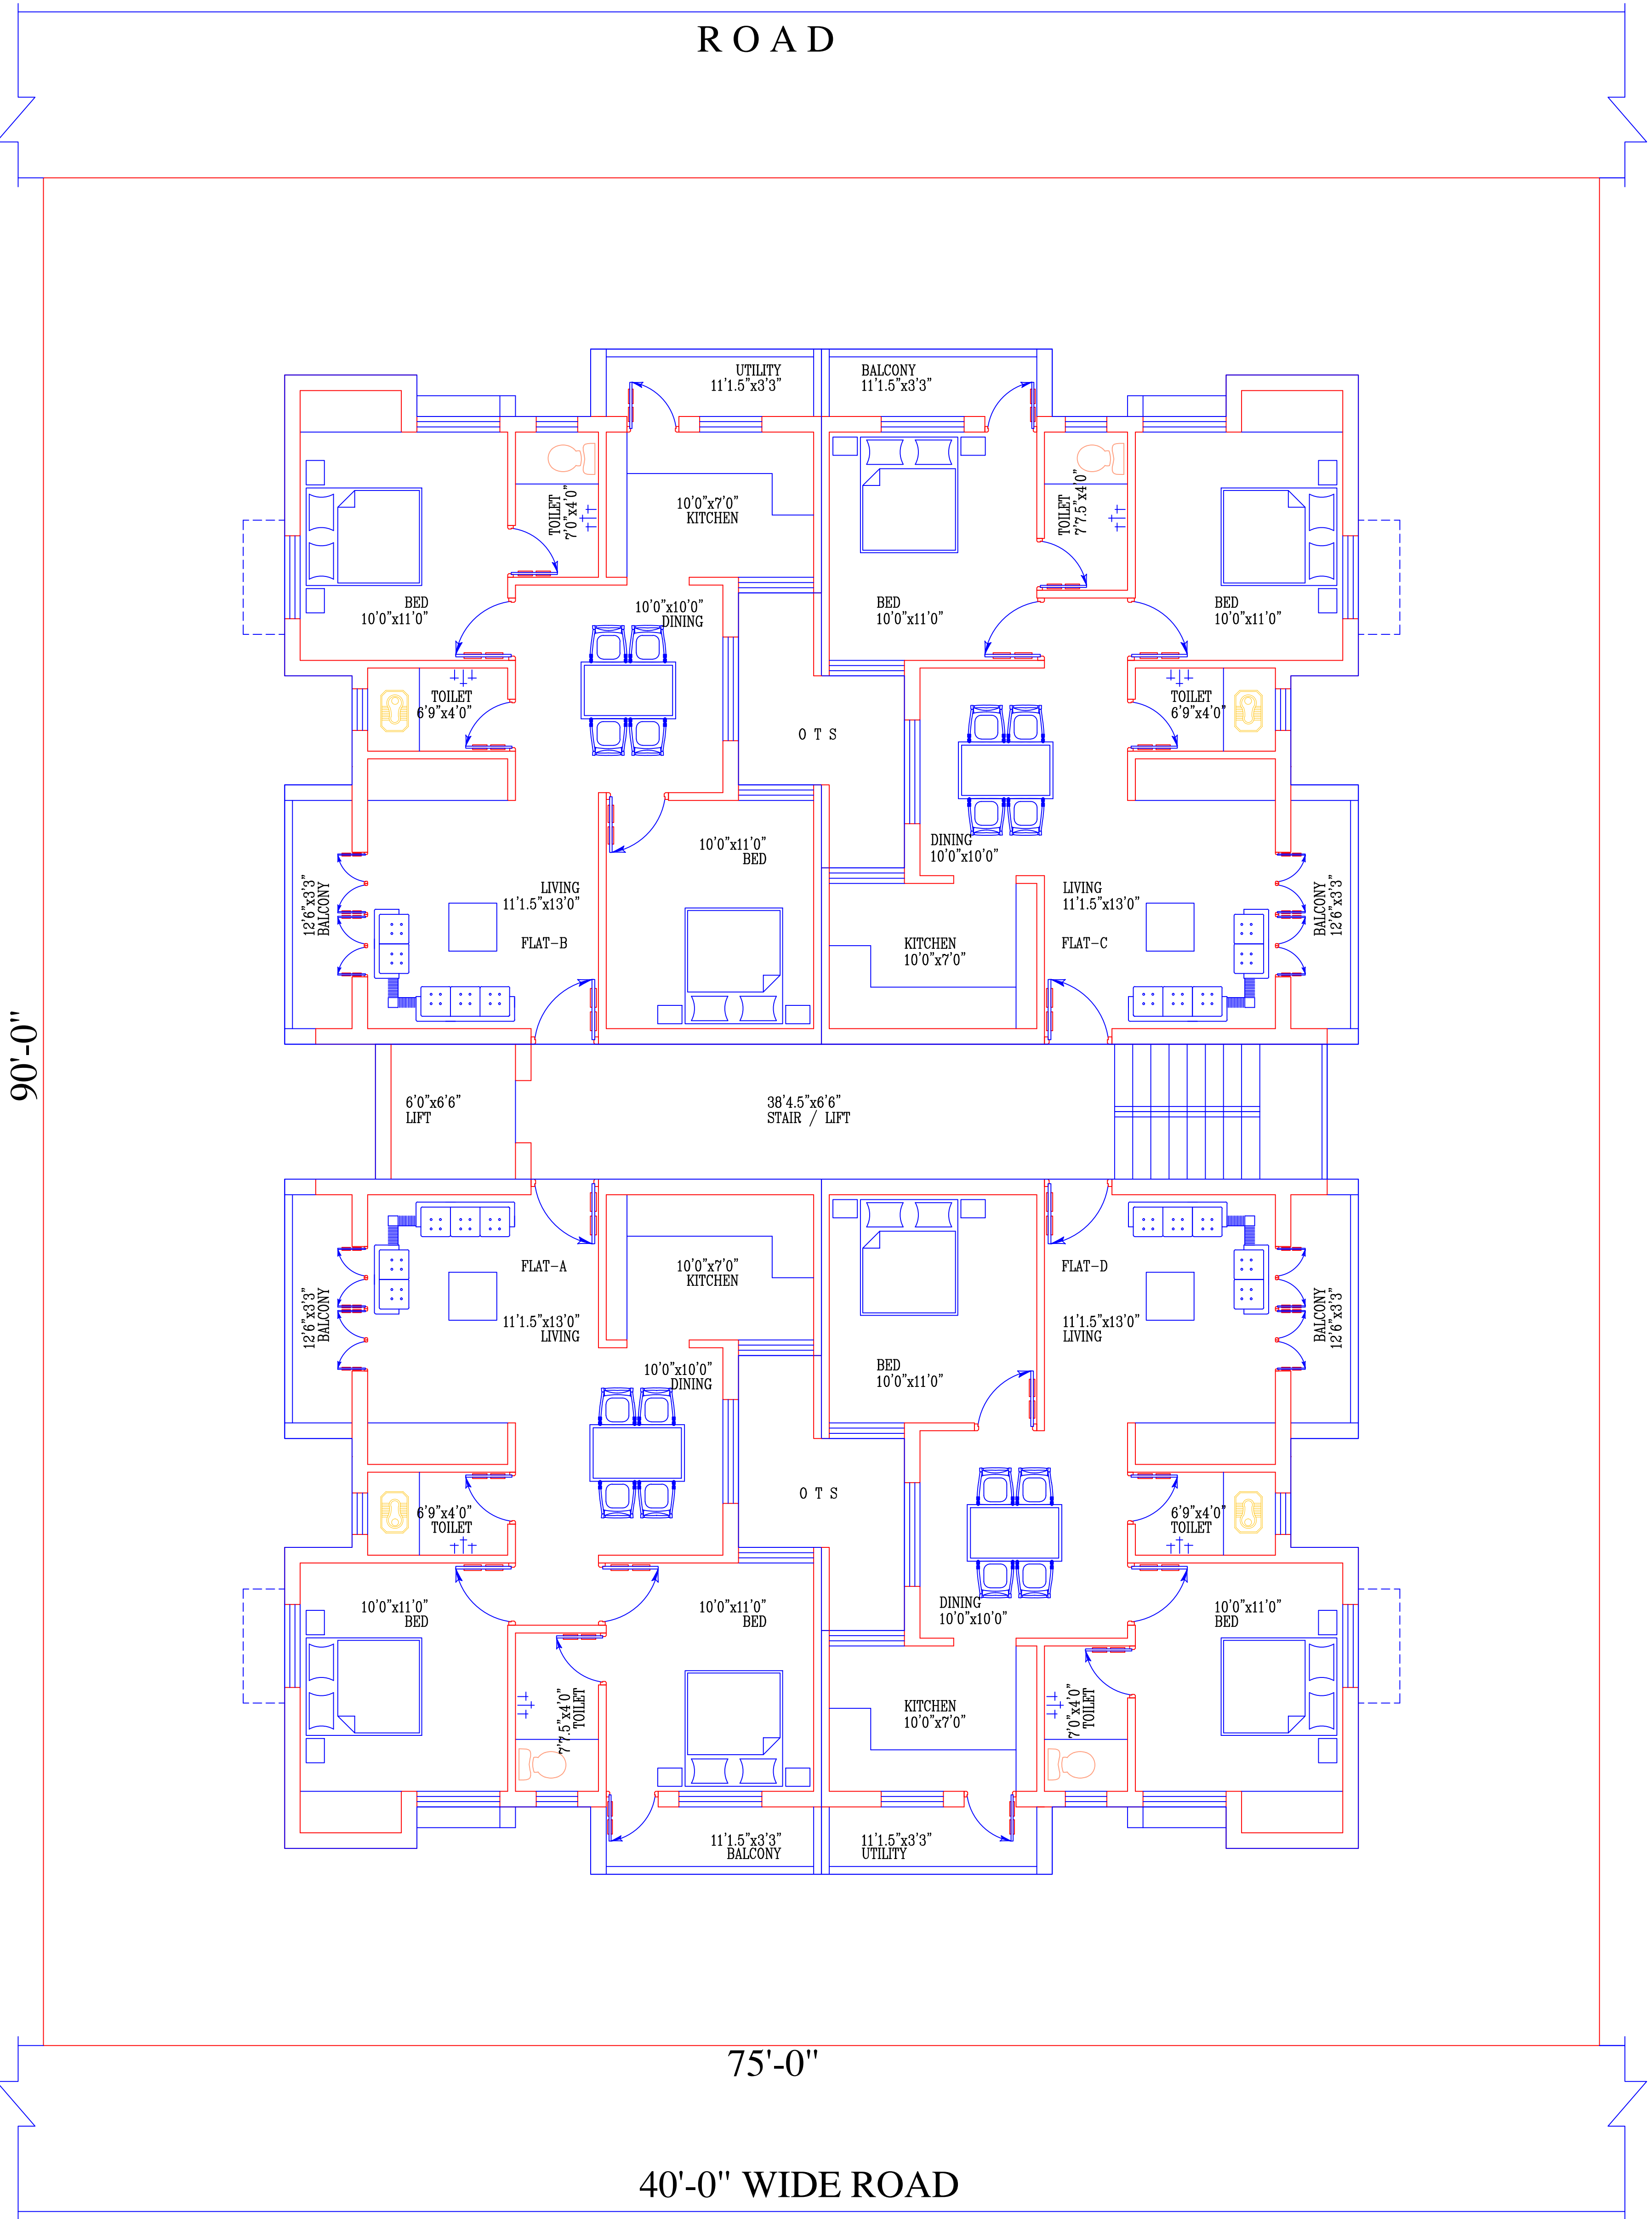 R O A D
UTILITY
11'1.5"x3'3"
BALCONY
11'1.5"x3'3"
10'0"x7'0"
KITCHEN
TOILET
7'0"x4'0"
TOILET
7'7.5"x4'0"
BED
10'0"x11'0"
10'0"x10'0"
DINING
BED
10'0"x11'0"
BED
10'0"x11'0"
TOILET
6'9"x4'0"
TOILET
6'9"x4'0"
O T S
10'0"x11'0"
BED
DINING
10'0"x10'0"
12'6"x3'3"
BALCONY
LIVING
11'1.5"x13'0"
FLAT-B
KITCHEN
10'0"x7'0"
LIVING
11'1.5"x13'0"
FLAT-C
BALCONY
12'6"x3'3"
90'-0"
6'0"x6'6"
LIFT
38'4.5"x6'6"
STAIR / LIFT
FLAT-A
10'0"x7'0"
KITCHEN
FLAT-D
12'6"x3'3"
BALCONY
11'1.5"x13'0"
LIVING
11'1.5"x13'0"
LIVING
BALCONY
12'6"x3'3"
10'0"x10'0"
DINING
BED
10'0"x11'0"
O T S
6'9"x4'0"
TOILET
6'9"x4'0"
TOILET
10'0"x11'0"
BED
10'0"x11'0"
BED
DINING
10'0"x10'0"
10'0"x11'0"
BED
7'7.5"x4'0"
TOILET
KITCHEN
10'0"x7'0"
7'0"x4'0"
TOILET
11'1.5"x3'3"
BALCONY
11'1.5"x3'3"
UTILITY
75'-0"
40'-0" WIDE ROAD